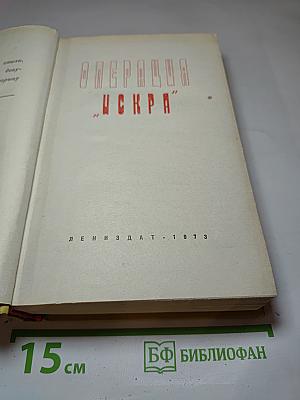 ОПЕРАЦИЯ
„ИСКРА"
ЛЕНИЗДАТ · 1973
15 см
БФ БИБЛИОФАН